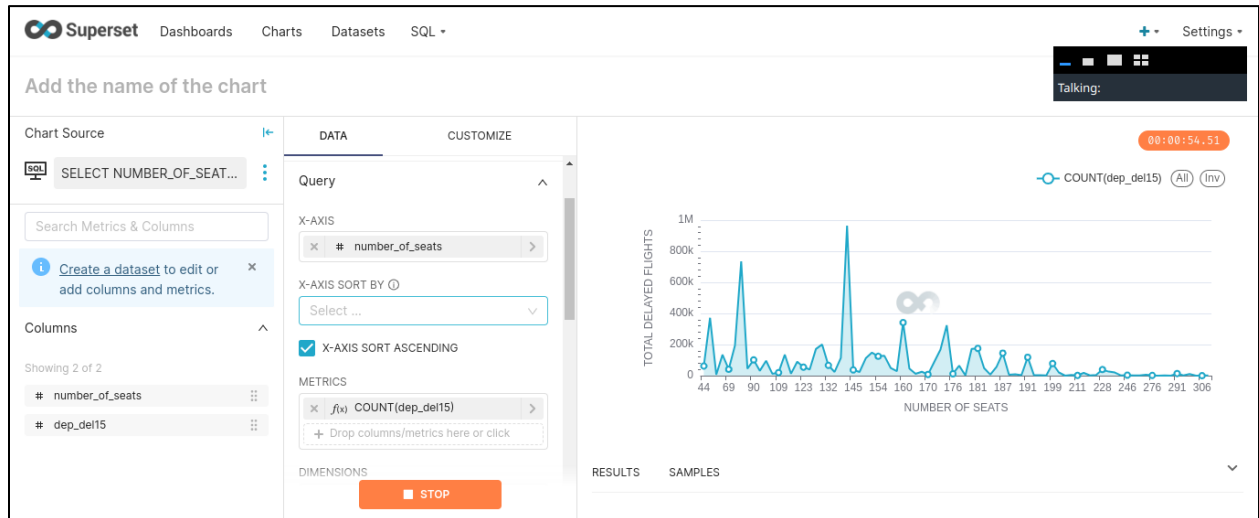 Superset Dashboards Charts Datasets SQL Settings
Talking:
Add the name of the chart
Chart Source
SQL
SELECT NUMBER_OF_SEAT...
Search Metrics & Columns
Create a dataset to edit or
add columns and metrics.
Columns
Showing 2 of 2
# number_of_seats
# dep_del15
DATA CUSTOMIZE
Query
X-AXIS
# number_of_seats
X-AXIS SORT BY
Select ...
X-AXIS SORT ASCENDING
METRICS
f(x) COUNT(dep_del15)
+ Drop columns/metrics here or click
DIMENSIONS
STOP
00:00:54.51
COUNT(dep_del15) All Inv
TOTAL DELAYED FLIGHTS
1M
800k
600k
400k
200k
0
44 69 90 109 123 132 145 154 160 170 176 181 187 191 199 211 228 246 276 291 306
NUMBER OF SEATS
RESULTS SAMPLES